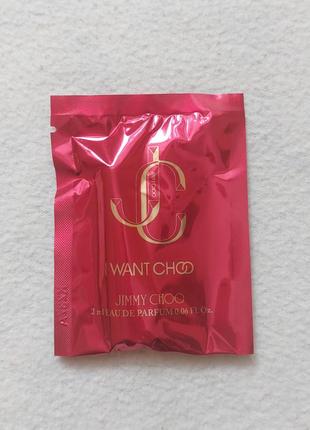 JC
I WANT CHOO
JIMMY CHOO
2 ml EAU DE PARFUM 0.06 Fl. Oz.